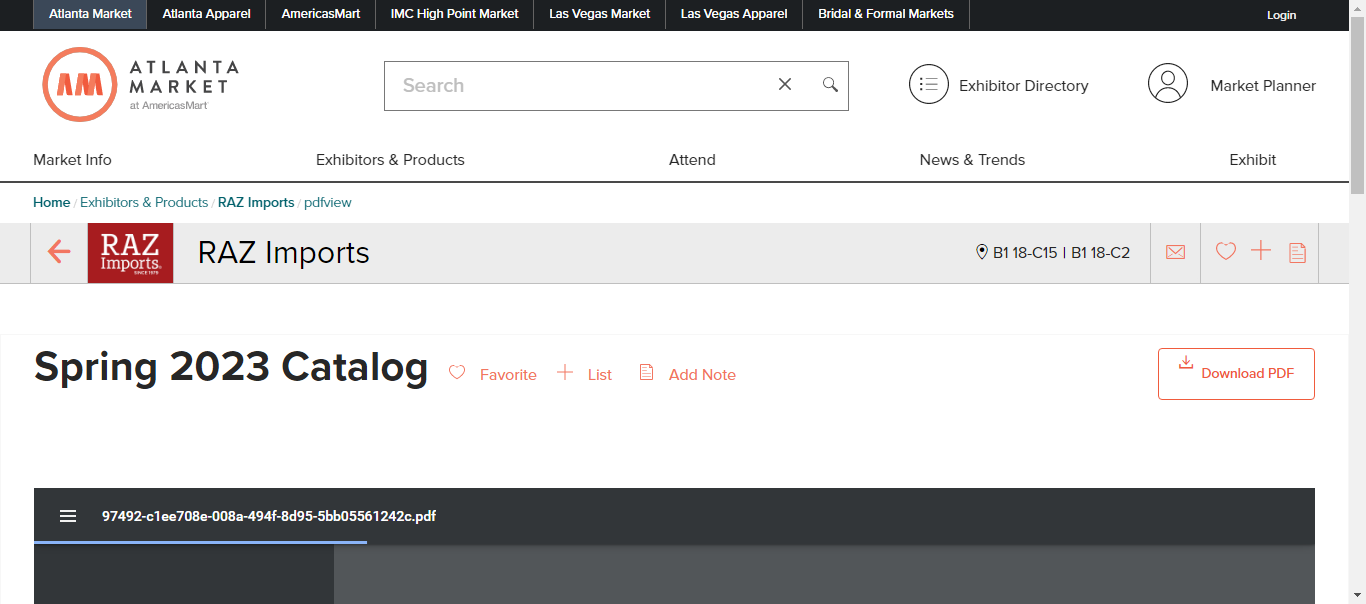 Atlanta Market Atlanta Apparel AmericasMart IMC High Point Market Las Vegas Market Las Vegas Apparel Bridal & Formal Markets Login
AM ATLANTA
MARKET
at AmericasMart
Search
Exhibitor Directory
Market Planner
Market Info Exhibitors & Products Attend News & Trends Exhibit
Home / Exhibitors & Products / RAZ Imports / pdfview
RAZ
Imports
SINCE 1975
RAZ Imports
B1 18-C15 | B1 18-C2
Spring 2023 Catalog Favorite List Add Note Download PDF
97492-c1ee708e-008a-494f-8d95-5bb05561242c.pdf